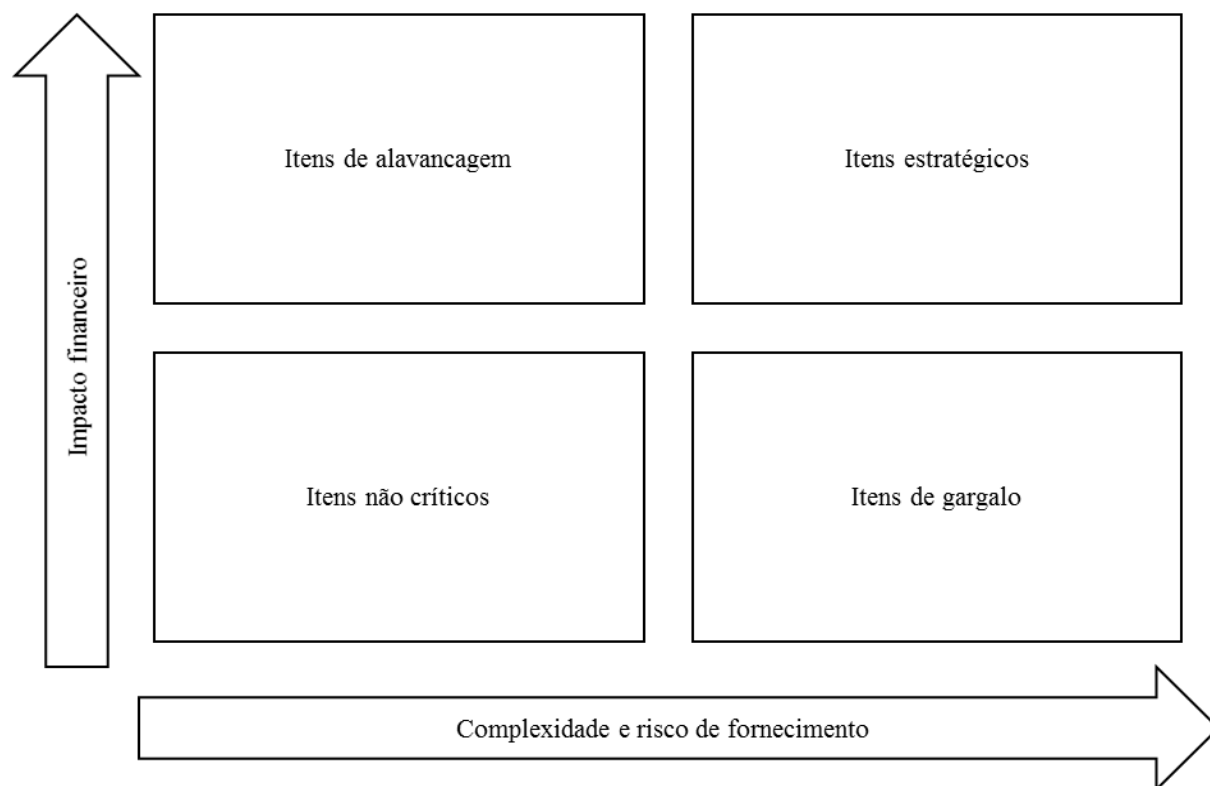 Itens de alavancagem
Itens estratégicos
Impacto financeiro
Itens não críticos
Itens de gargalo
Complexidade e risco de fornecimento